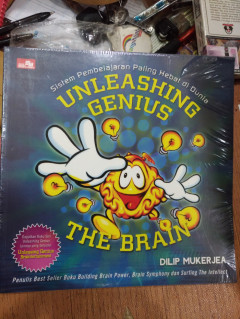 Sistem Pembelajaran Paling Hebat di Dunia
UNLEASHING
GENIUS
THE BRAIN
DILIP MUKERJEA
Penulis Best Seller Buku Building Brain Power, Brain Symphony dan Surfing The Intellect